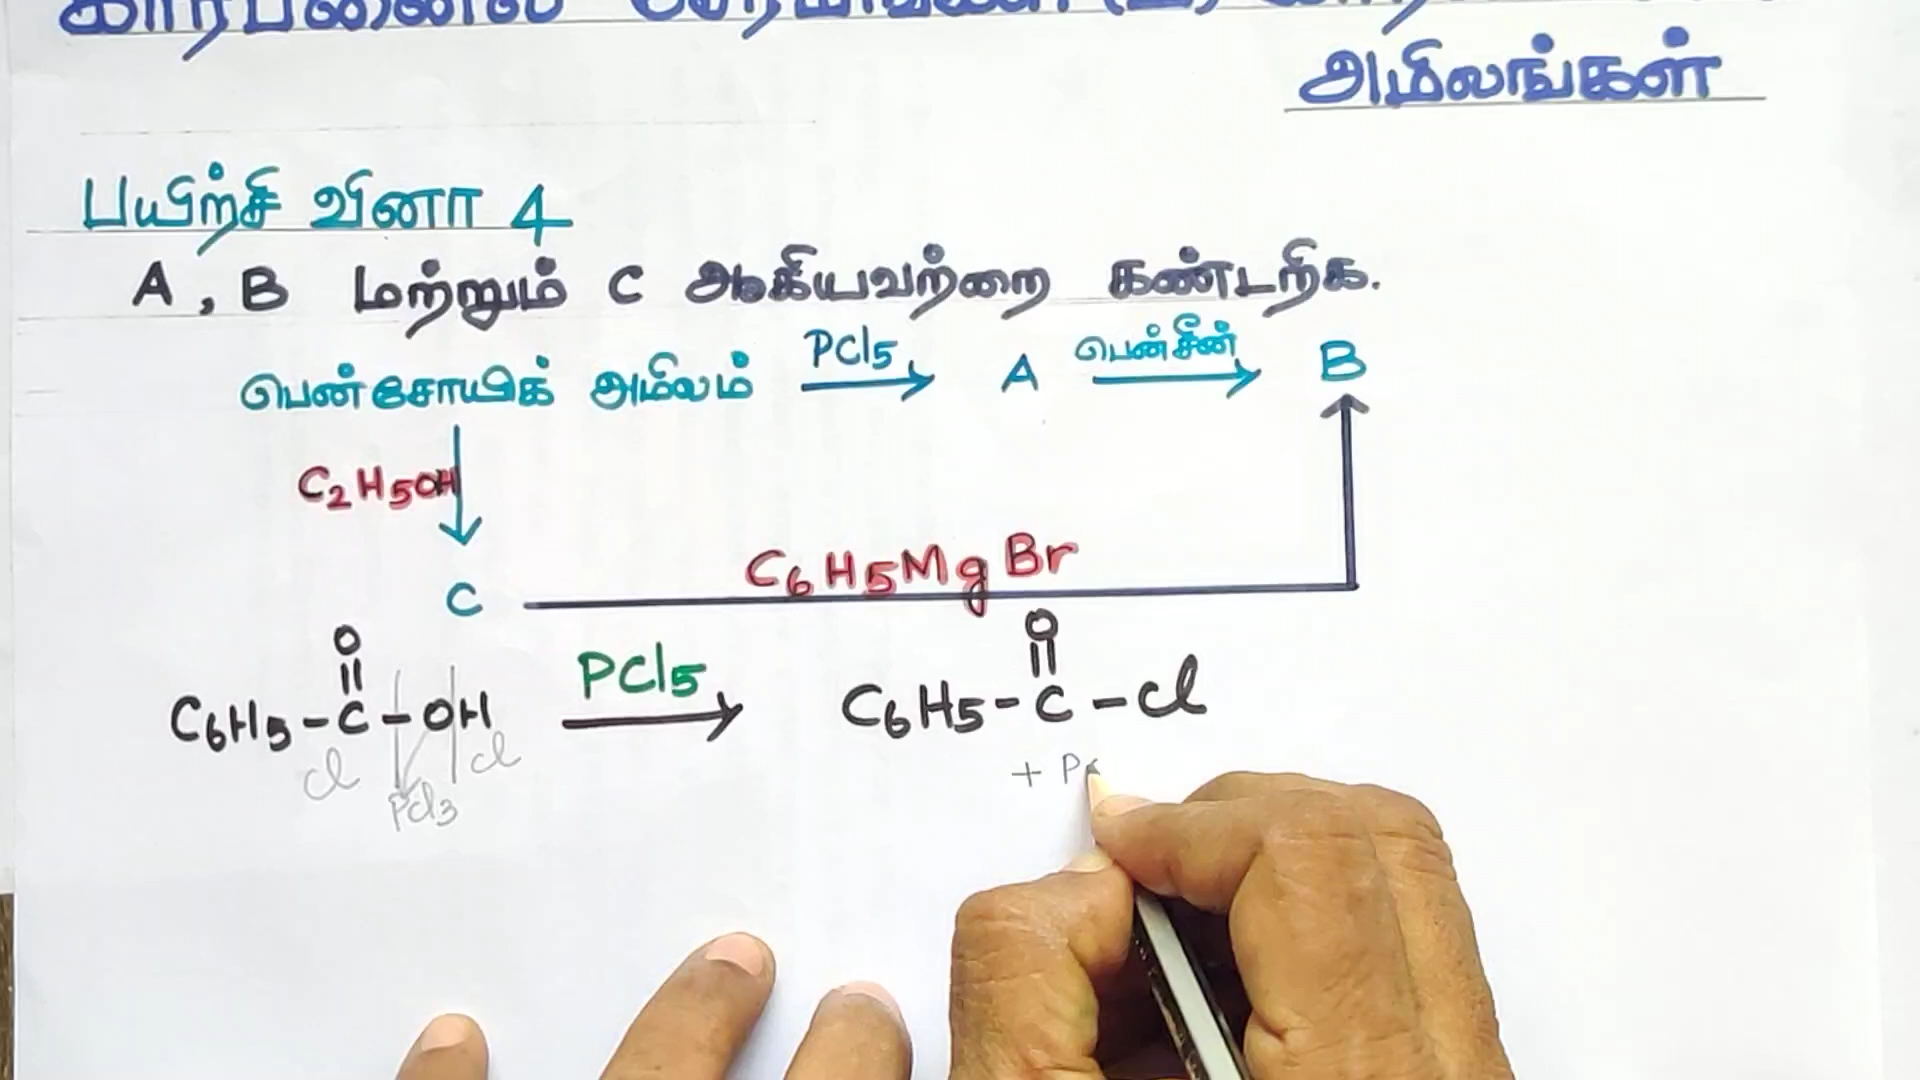 அமிலங்கள்
பயிற்சி வினா 4
A, B மற்றும் C ஆகியவற்றை கண்டறிக.
பென்சோயிக் அமிலம் PCl5 A பென்சீன் B
C2H5OH
C6H5MgBr
C
O O
C6H5-C-OH PCl5 C6H5-C-Cl
Cl Cl
PCl3 + P